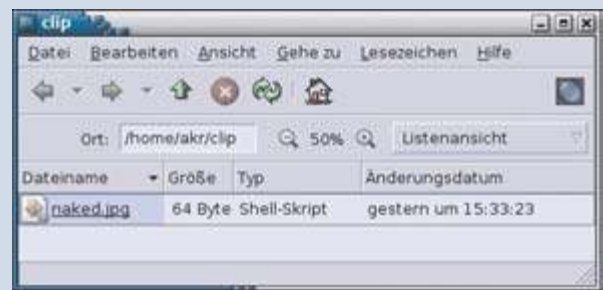 clip
Datei Bearbeiten Ansicht Gehe zu Lesezeichen Hilfe
Ort: /home/akr/clip 50% Listenansicht
Dateiname Größe Typ Änderungsdatum
naked.jpg 64 Byte Shell-Skript gestern um 15:33:23